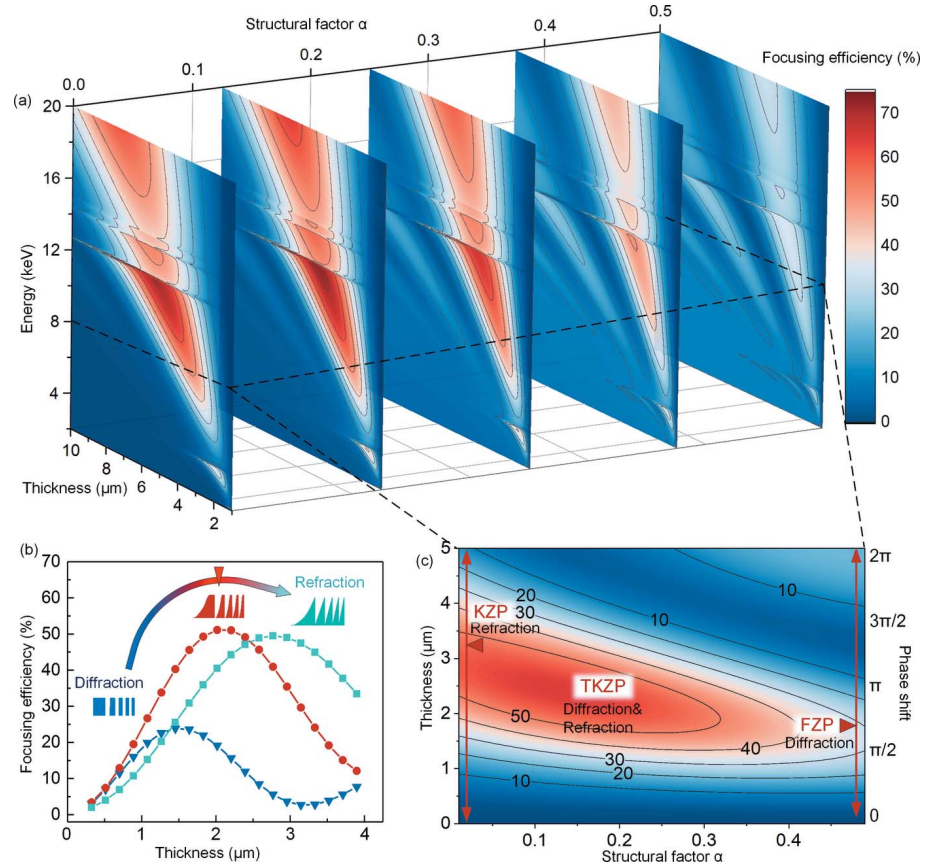 Structural factor α
0.0
0.1
0.2
0.3
0.4
0.5
Focusing efficiency (%)
(a)
20
16
12
8
4
Energy (keV)
10
8
6
4
2
Thickness (μm)
70
60
50
40
30
20
10
0
(b)
70
60
50
40
30
20
10
0
Focusing efficiency (%)
Refraction
Diffraction
0
1
2
3
4
Thickness (μm)
(c)
5
4
3
2
1
0
Thickness (μm)
10
20
30
KZP
Refraction
TKZP
Diffraction&
Refraction
50
FZP
Diffraction
40
30
20
10
10
2π
3π/2
π
π/2
0
Phase shift
0.1
0.2
0.3
0.4
Structural factor α